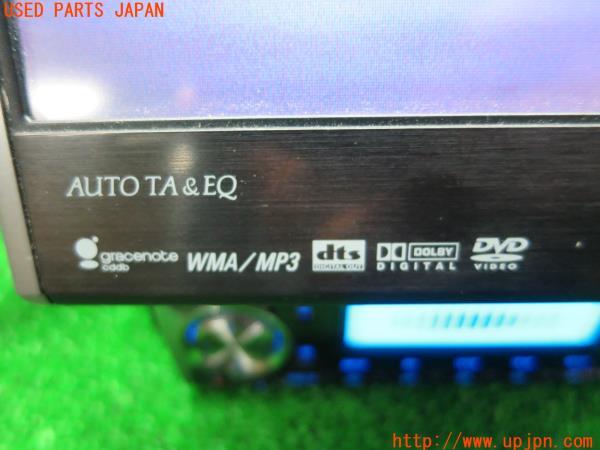 USED PARTS JAPAN
AUTO TA & EQ
gracenote
cddb
WMA/MP3
dts
DIGITAL OUT
DOLBY
DIGITAL
DVD
VIDEO
http://www.upjpn.com/